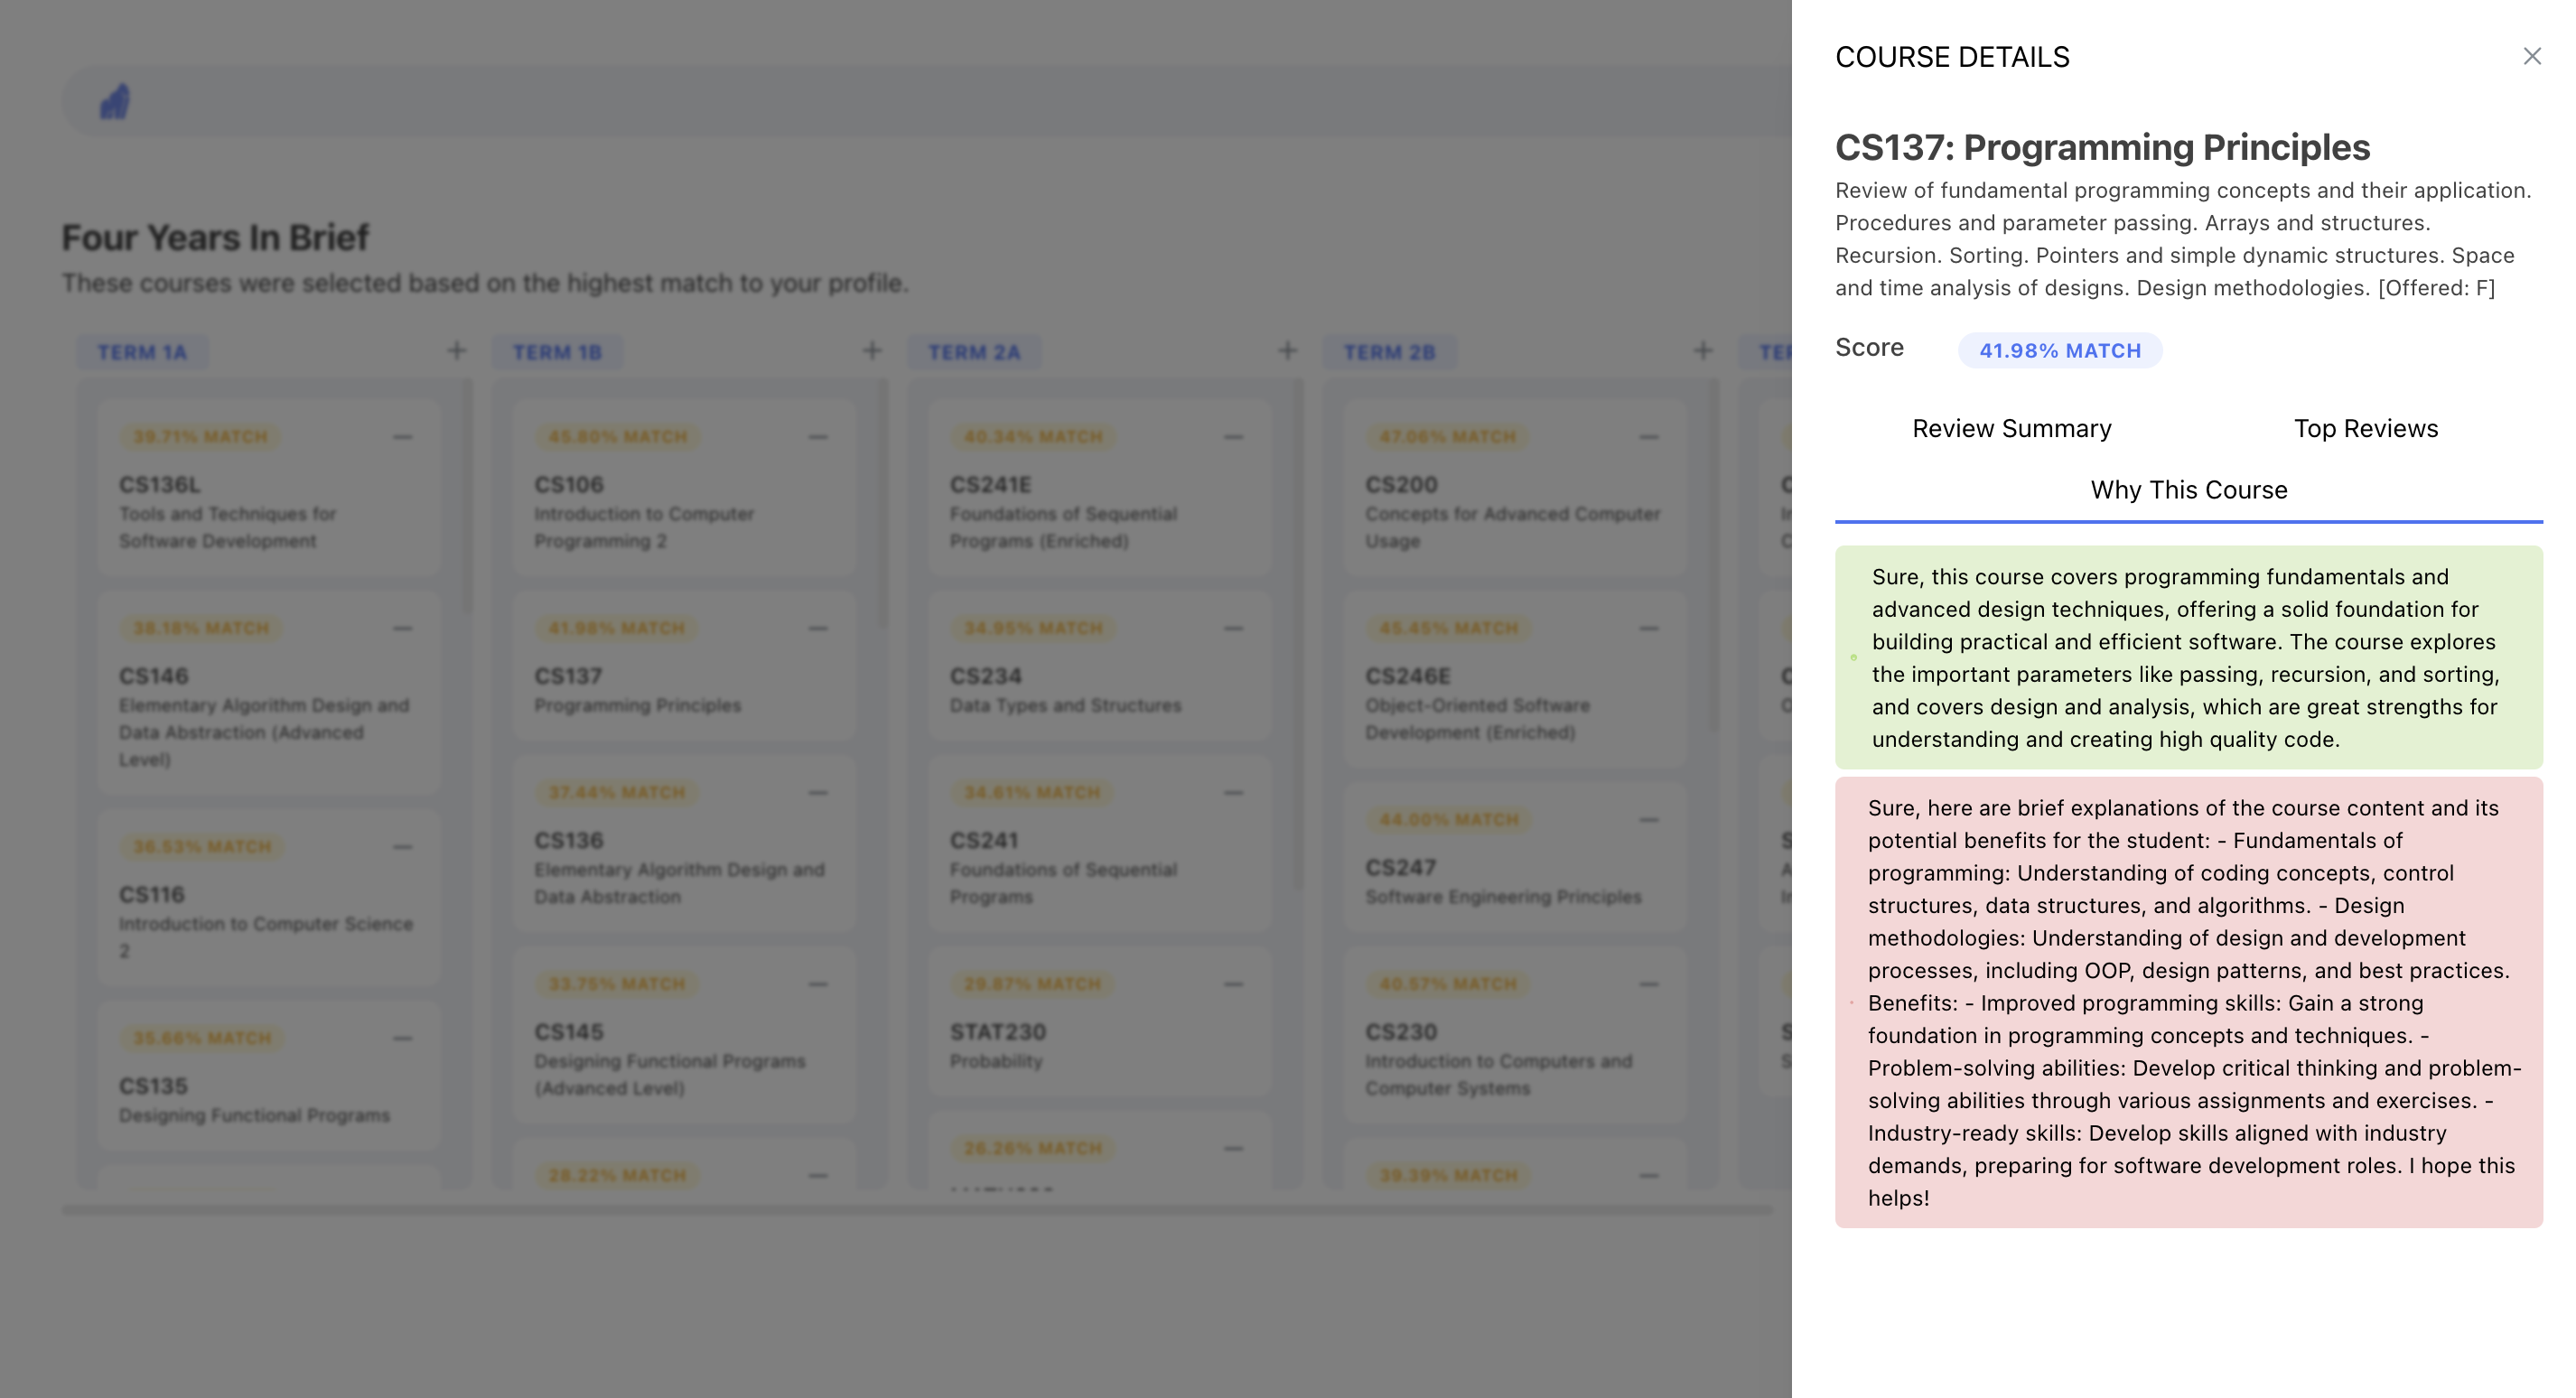 COURSE DETAILS
CS137: Programming Principles
Review of fundamental programming concepts and their application.
Procedures and parameter passing. Arrays and structures.
Recursion. Sorting. Pointers and simple dynamic structures. Space
and time analysis of designs. Design methodologies. [Offered: F]
Score
41.98% MATCH
Review Summary
Top Reviews
Why This Course
Sure, this course covers programming fundamentals and
advanced design techniques, offering a solid foundation for
building practical and efficient software. The course explores
the important parameters like passing, recursion, and sorting,
and covers design and analysis, which are great strengths for
understanding and creating high quality code.
Sure, here are brief explanations of the course content and its
potential benefits for the student: - Fundamentals of
programming: Understanding of coding concepts, control
structures, data structures, and algorithms. - Design
methodologies: Understanding of design and development
processes, including OOP, design patterns, and best practices.
Benefits: - Improved programming skills: Gain a strong
foundation in programming concepts and techniques. -
Problem-solving abilities: Develop critical thinking and problem-
solving abilities through various assignments and exercises. -
Industry-ready skills: Develop skills aligned with industry
demands, preparing for software development roles. I hope this
helps!
Four Years In Brief
These courses were selected based on the highest match to your profile.
TERM 1A
39.71% MATCH
CS136L
Tools and Techniques for
Software Development
38.18% MATCH
CS146
Elementary Algorithm Design and
Data Abstraction (Advanced
Level)
36.53% MATCH
CS116
Introduction to Computer Science
2
35.66% MATCH
CS135
Designing Functional Programs
TERM 1B
45.80% MATCH
CS106
Introduction to Computer
Programming 2
41.98% MATCH
CS137
Programming Principles
37.44% MATCH
CS136
Elementary Algorithm Design and
Data Abstraction
33.75% MATCH
CS145
Designing Functional Programs
(Advanced Level)
28.22% MATCH
TERM 2A
40.34% MATCH
CS241E
Foundations of Sequential
Programs (Enriched)
34.95% MATCH
CS234
Data Types and Structures
34.61% MATCH
CS241
Foundations of Sequential
Programs
29.87% MATCH
STAT230
Probability
26.26% MATCH
TERM 2B
47.06% MATCH
CS200
Concepts for Advanced Computer
Usage
45.45% MATCH
CS246E
Object-Oriented Software
Development (Enriched)
44.00% MATCH
CS247
Software Engineering Principles
40.57% MATCH
CS230
Introduction to Computers and
Computer Systems
39.39% MATCH